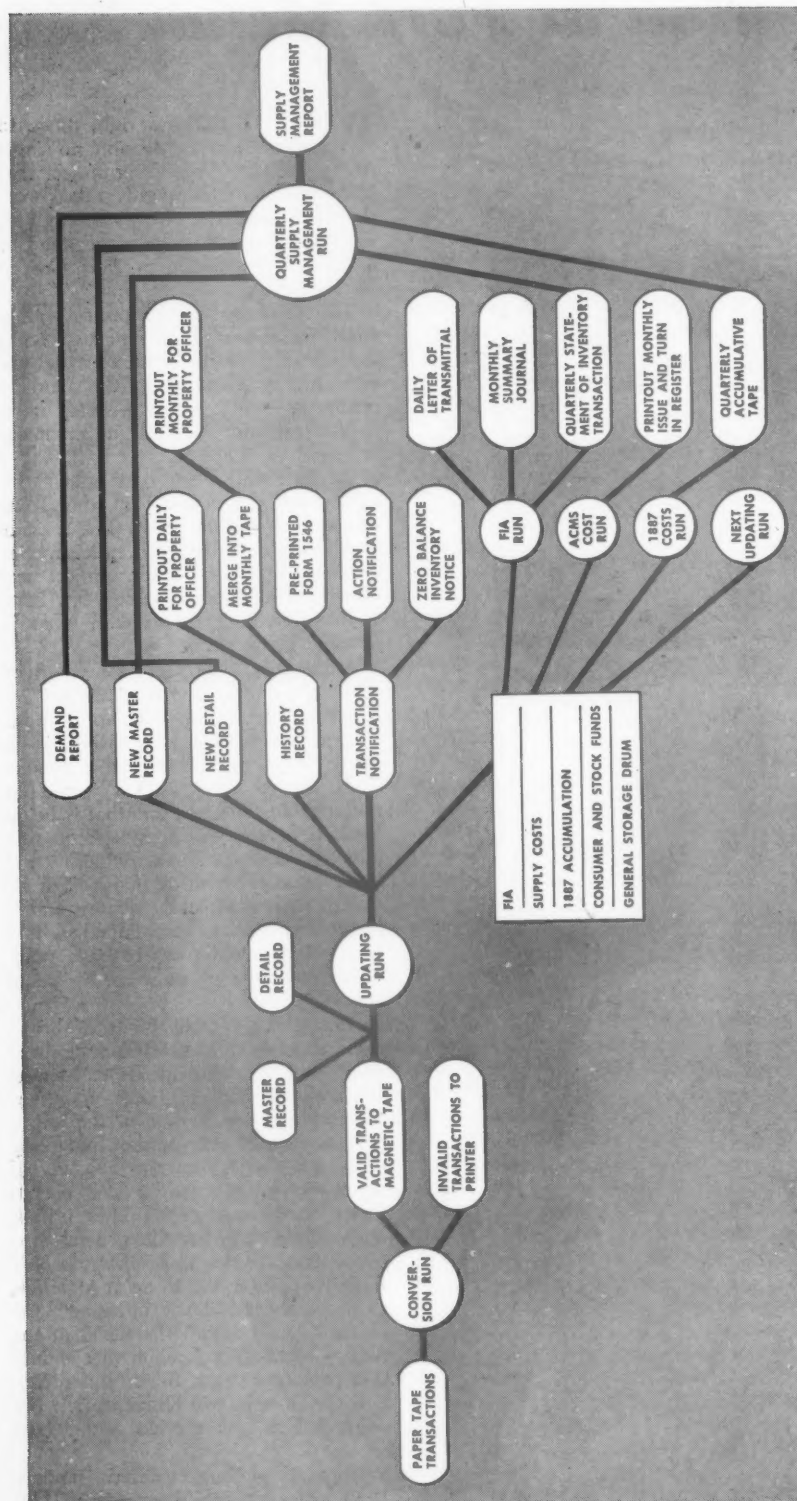 PAPER TAPE
TRANSACTIONS
CONVER-
SION RUN
VALID TRANS-
ACTIONS TO
MAGNETIC TAPE
INVALID
TRANSACTIONS TO
PRINTER
MASTER
RECORD
DETAIL
RECORD
UPDATING
RUN
DEMAND
REPORT
NEW MASTER
RECORD
NEW DETAIL
RECORD
HISTORY
RECORD
TRANSACTION
NOTIFICATION
FIA
SUPPLY COSTS
1887 ACCUMULATION
CONSUMER AND STOCK FUNDS
GENERAL STORAGE DRUM
PRINTOUT DAILY
FOR PROPERTY
OFFICER
MERGE INTO
MONTHLY TAPE
PRE-PRINTED
FORM 1546
ACTION
NOTIFICATION
ZERO BALANCE
INVENTORY
NOTICE
FIA
RUN
ACMS
COST
RUN
1887
COSTS
RUN
NEXT
UPDATING
RUN
PRINTOUT
MONTHLY FOR
PROPERTY OFFICER
DAILY
LETTER OF
TRANSMITTAL
MONTHLY
SUMMARY
JOURNAL
QUARTERLY STATE-
MENT OF INVENTORY
TRANSACTION
PRINTOUT MONTHLY
ISSUE AND TURN
IN REGISTER
QUARTERLY
ACCUMULATIVE
TAPE
QUARTERLY
SUPPLY
MANAGEMENT
RUN
SUPPLY
MANAGEMENT
REPORT